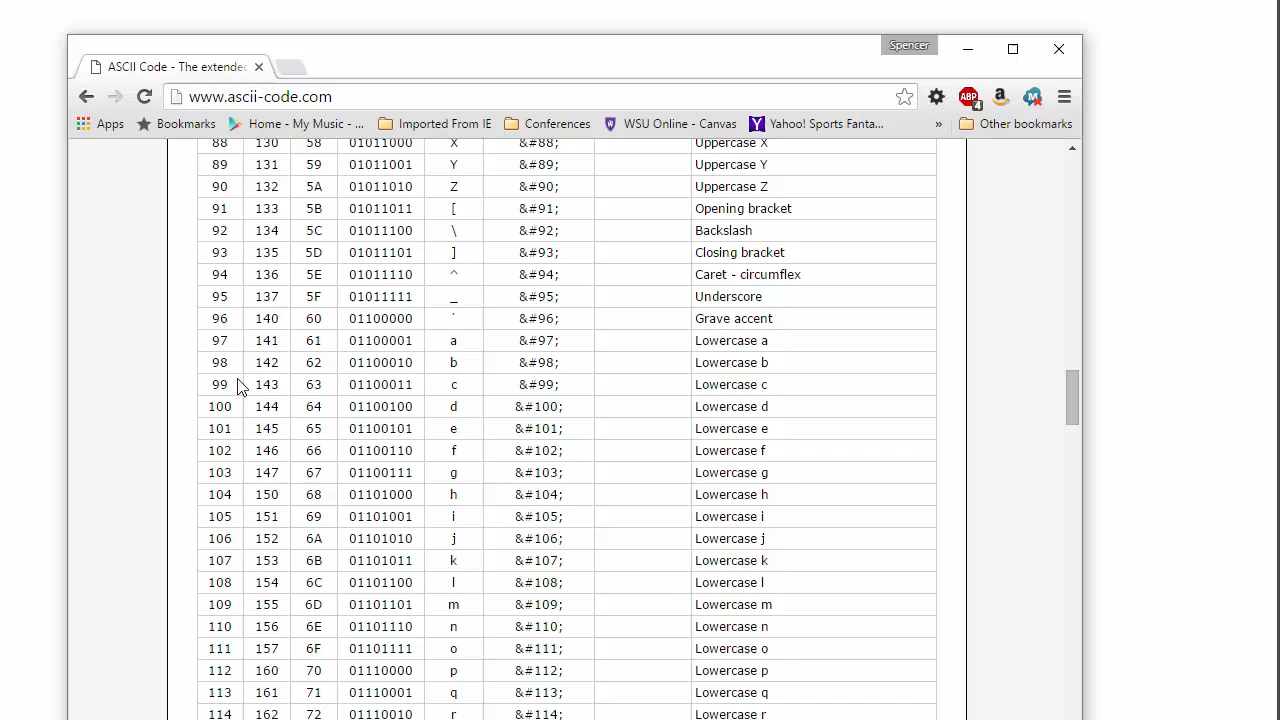 Spencer
ASCII Code - The extende
www.ascii-code.com
ABP 4
Apps Bookmarks Home - My Music - ... Imported From IE Conferences WSU Online - Canvas Yahoo! Sports Fanta... » Other bookmarks
88 130 58 01011000 X &#88; Uppercase X
89 131 59 01011001 Y &#89; Uppercase Y
90 132 5A 01011010 Z &#90; Uppercase Z
91 133 5B 01011011 [ &#91; Opening bracket
92 134 5C 01011100 \ &#92; Backslash
93 135 5D 01011101 ] &#93; Closing bracket
94 136 5E 01011110 ^ &#94; Caret - circumflex
95 137 5F 01011111 _ &#95; Underscore
96 140 60 01100000 ` &#96; Grave accent
97 141 61 01100001 a &#97; Lowercase a
98 142 62 01100010 b &#98; Lowercase b
99 143 63 01100011 c &#99; Lowercase c
100 144 64 01100100 d &#100; Lowercase d
101 145 65 01100101 e &#101; Lowercase e
102 146 66 01100110 f &#102; Lowercase f
103 147 67 01100111 g &#103; Lowercase g
104 150 68 01101000 h &#104; Lowercase h
105 151 69 01101001 i &#105; Lowercase i
106 152 6A 01101010 j &#106; Lowercase j
107 153 6B 01101011 k &#107; Lowercase k
108 154 6C 01101100 l &#108; Lowercase l
109 155 6D 01101101 m &#109; Lowercase m
110 156 6E 01101110 n &#110; Lowercase n
111 157 6F 01101111 o &#111; Lowercase o
112 160 70 01110000 p &#112; Lowercase p
113 161 71 01110001 q &#113; Lowercase q
114 162 72 01110010 r &#114; Lowercase r